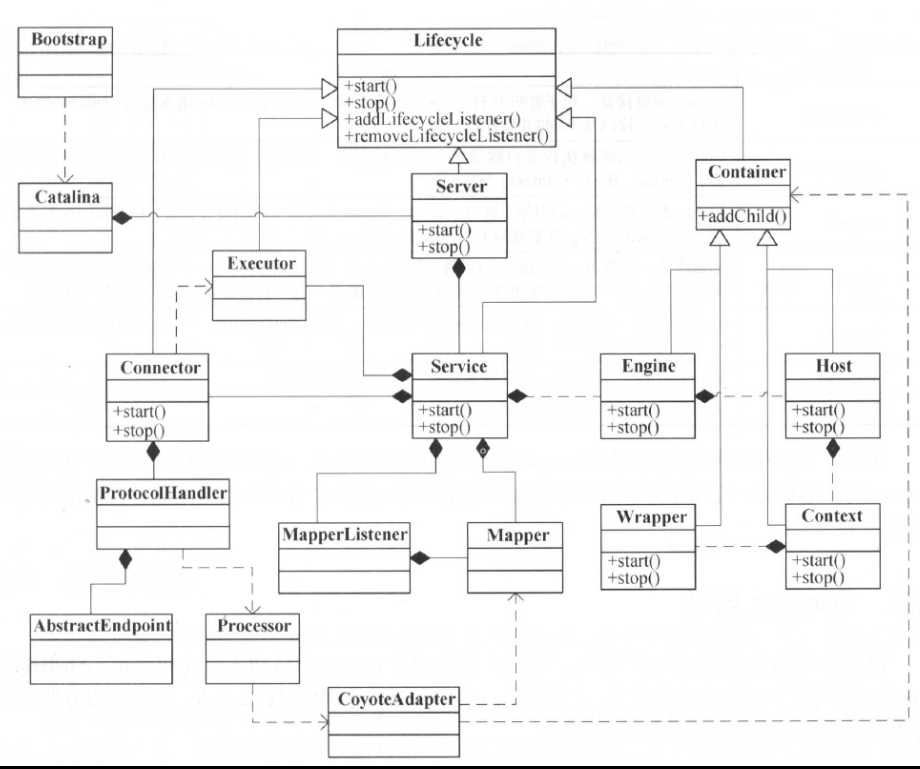 Bootstrap
Lifecycle
+start()
+stop()
+addLifecycleListener()
+removeLifecycleListener()
Catalina
Server
+start()
+stop()
Container
+addChild()
Executor
Connector
+start()
+stop()
Service
+start()
+stop()
Engine
+start()
+stop()
Host
+start()
+stop()
ProtocolHandler
MapperListener
Mapper
Wrapper
+start()
+stop()
Context
+start()
+stop()
AbstractEndpoint
Processor
CoyoteAdapter